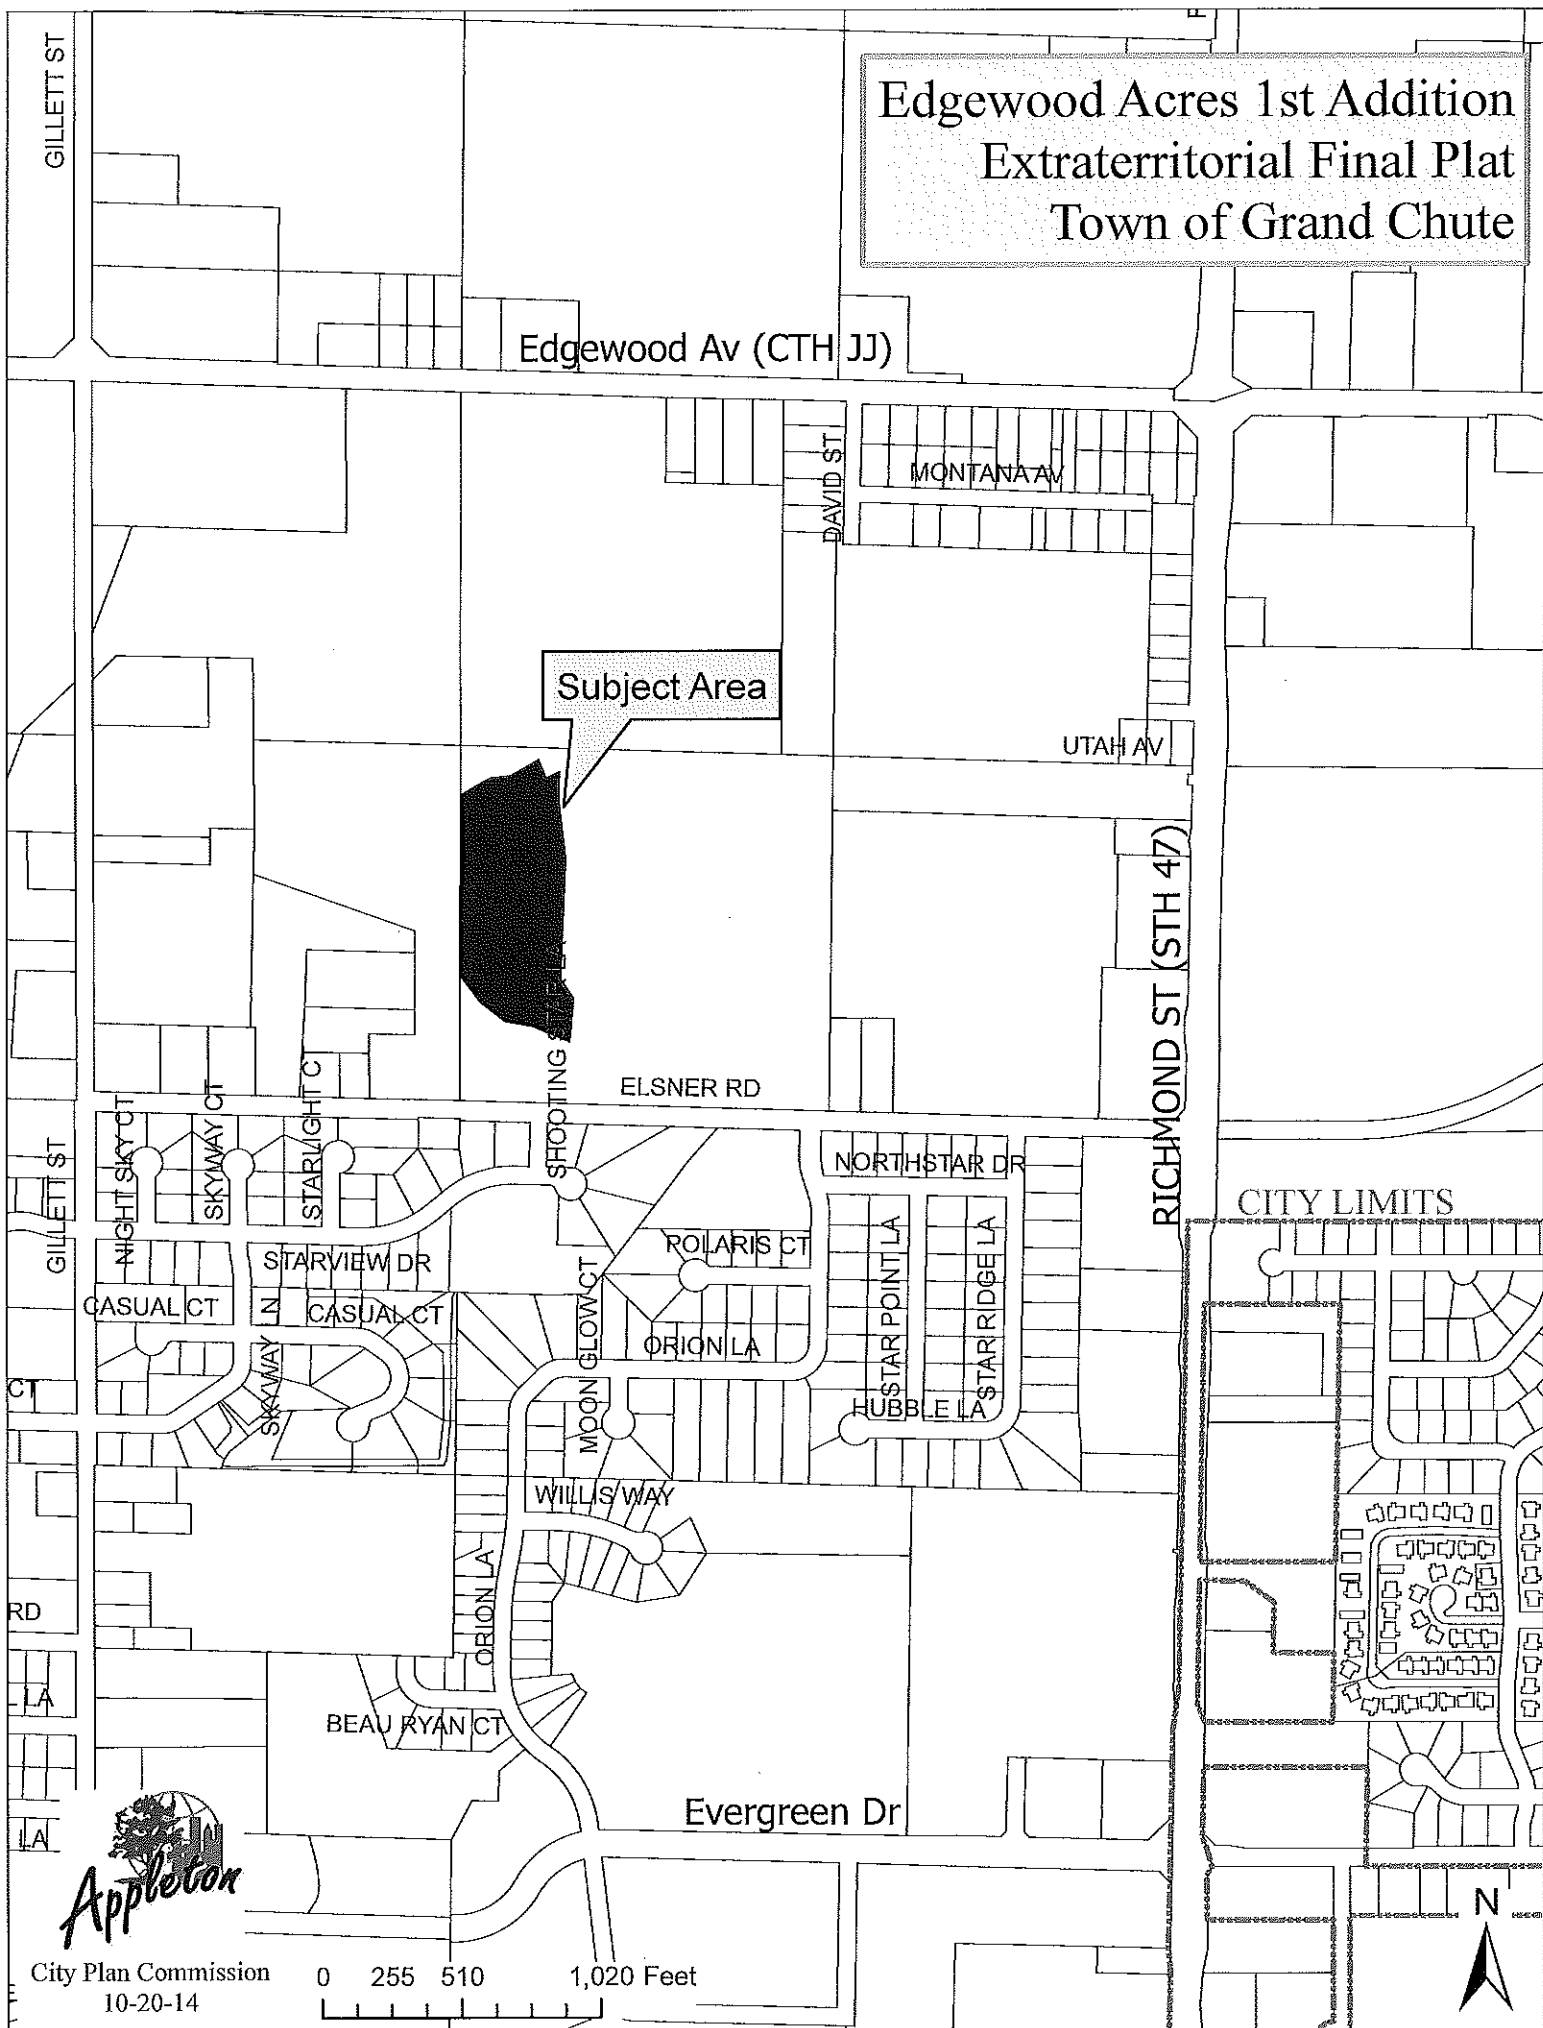 GILLETT ST
Edgewood Acres 1st Addition
Extraterritorial Final Plat
Town of Grand Chute
Edgewood Av (CTH JJ)
DAVID ST
MONTANA AV
Subject Area
UTAH AV
RICHMOND ST (STH 47)
SHOOTING STAR LA
ELSNER RD
GILLETT ST
NIGHT SKY CT
SKYWAY CT
STARLIGHT C
NORTHSTAR DR
CITY LIMITS
STARVIEW DR
POLARIS CT
STAR POINT LA
STAR RIDGE LA
CASUAL CT
SKYWAY LN
CASUAL CT
MOON GLOW CT
ORION LA
CT
HUBBLE LA
WILLIS WAY
ORION LA
RD
LA
BEAU RYAN CT
Evergreen Dr
LA
Appleton
City Plan Commission
10-20-14
0 255 510 1,020 Feet
N